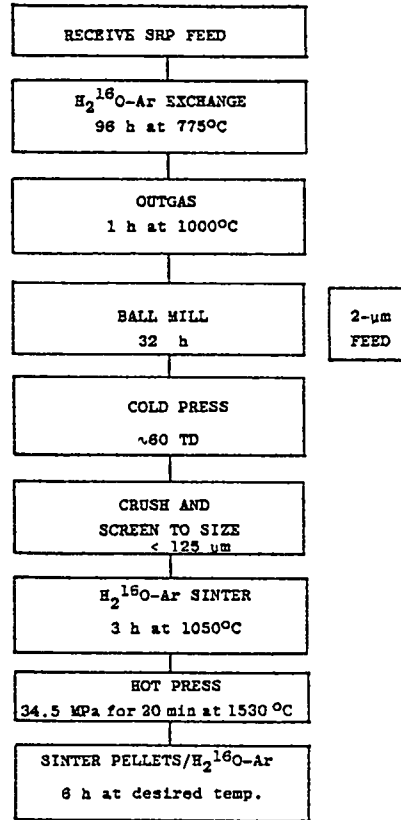 RECEIVE SRP FEED
H₂¹⁶O-Ar EXCHANGE
96 h at 775°C
OUTGAS
1 h at 1000°C
BALL MILL
32 h
2-μm
FEED
COLD PRESS
~60 TD
CRUSH AND
SCREEN TO SIZE
< 125 μm
H₂¹⁶O-Ar SINTER
3 h at 1050°C
HOT PRESS
34.5 MPa for 20 min at 1530 °C
SINTER PELLETS/H₂¹⁶O-Ar
6 h at desired temp.